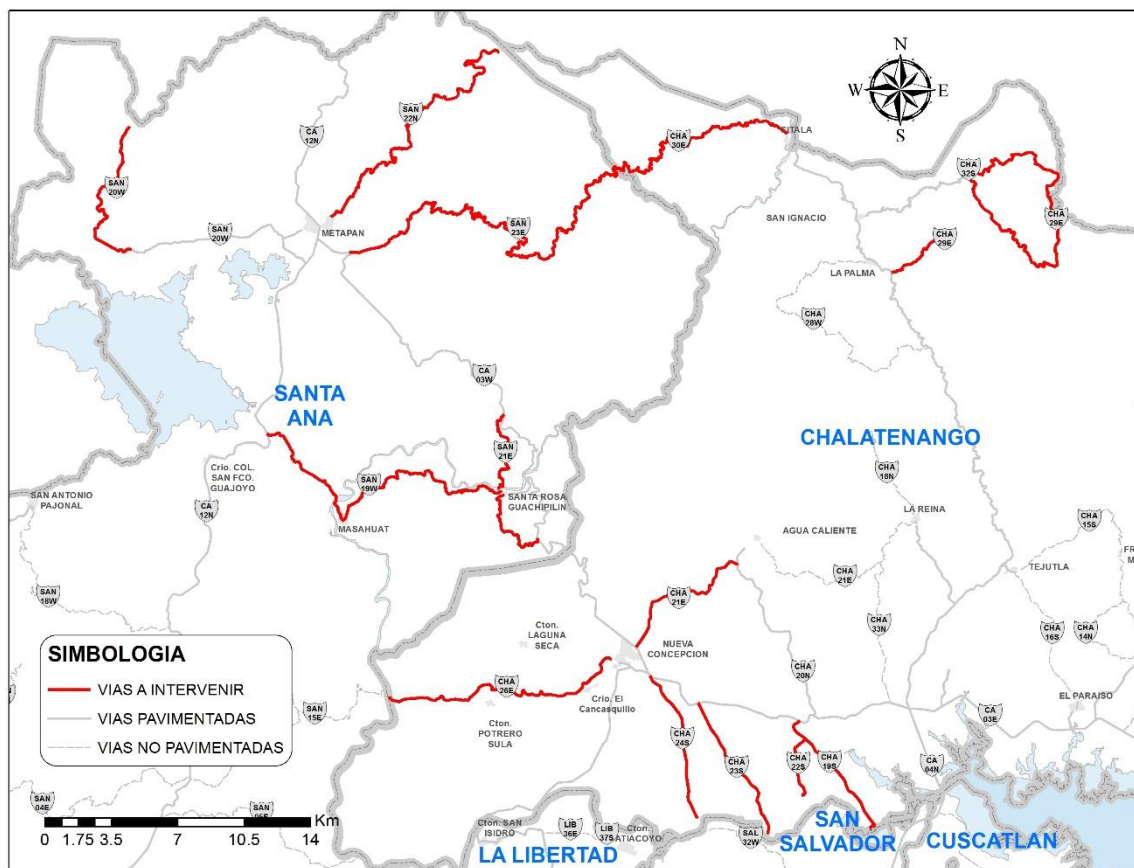 N
W
E
S
SAN
22N
CA
12N
CHA
30E
CITALA
SAN
20W
CHA
32S
METAPAN
SAN
20W
SAN
23E
SAN IGNACIO
CHA
29E
CHA
29E
LA PALMA
CHA
28W
CA
03W
SANTA
ANA
CHALATENANGO
SAN
21E
CHA
18N
Crio. COL.
SAN FCO.
GUAJOYO
SAN
19W
SAN ANTONIO
PAJONAL
CA
12N
SANTA ROSA
GUACHIPILIN
MASAHUAT
LA REINA
CHA
15S
AGUA CALIENTE
FR
M
TEJUTLA
CHA
21E
CHA
21E
SAN
18W
CHA
33N
CHA
16S
CHA
14N
Cton.
LAGUNA
SECA
NUEVA
CONCEPCION
SIMBOLOGIA
VIAS A INTERVENIR
VIAS PAVIMENTADAS
VIAS NO PAVIMENTADAS
CHA
20N
CHA
26E
Crio. El
Cancasquillo
EL PARAISO
SAN
15E
CA
03E
Cton.
POTRERO
SULA
CHA
24S
CHA
23S
CHA
22S
CHA
19S
CA
04N
SAN
04E
SAN
05E
Km
0 1.75 3.5 7 10.5 14
Cton. SAN
ISIDRO
LIB
36E
LIB
37S
Cton.
ATIACOYO
SAL
32W
SAN
SALVADOR
LA LIBERTAD
CUSCATLAN